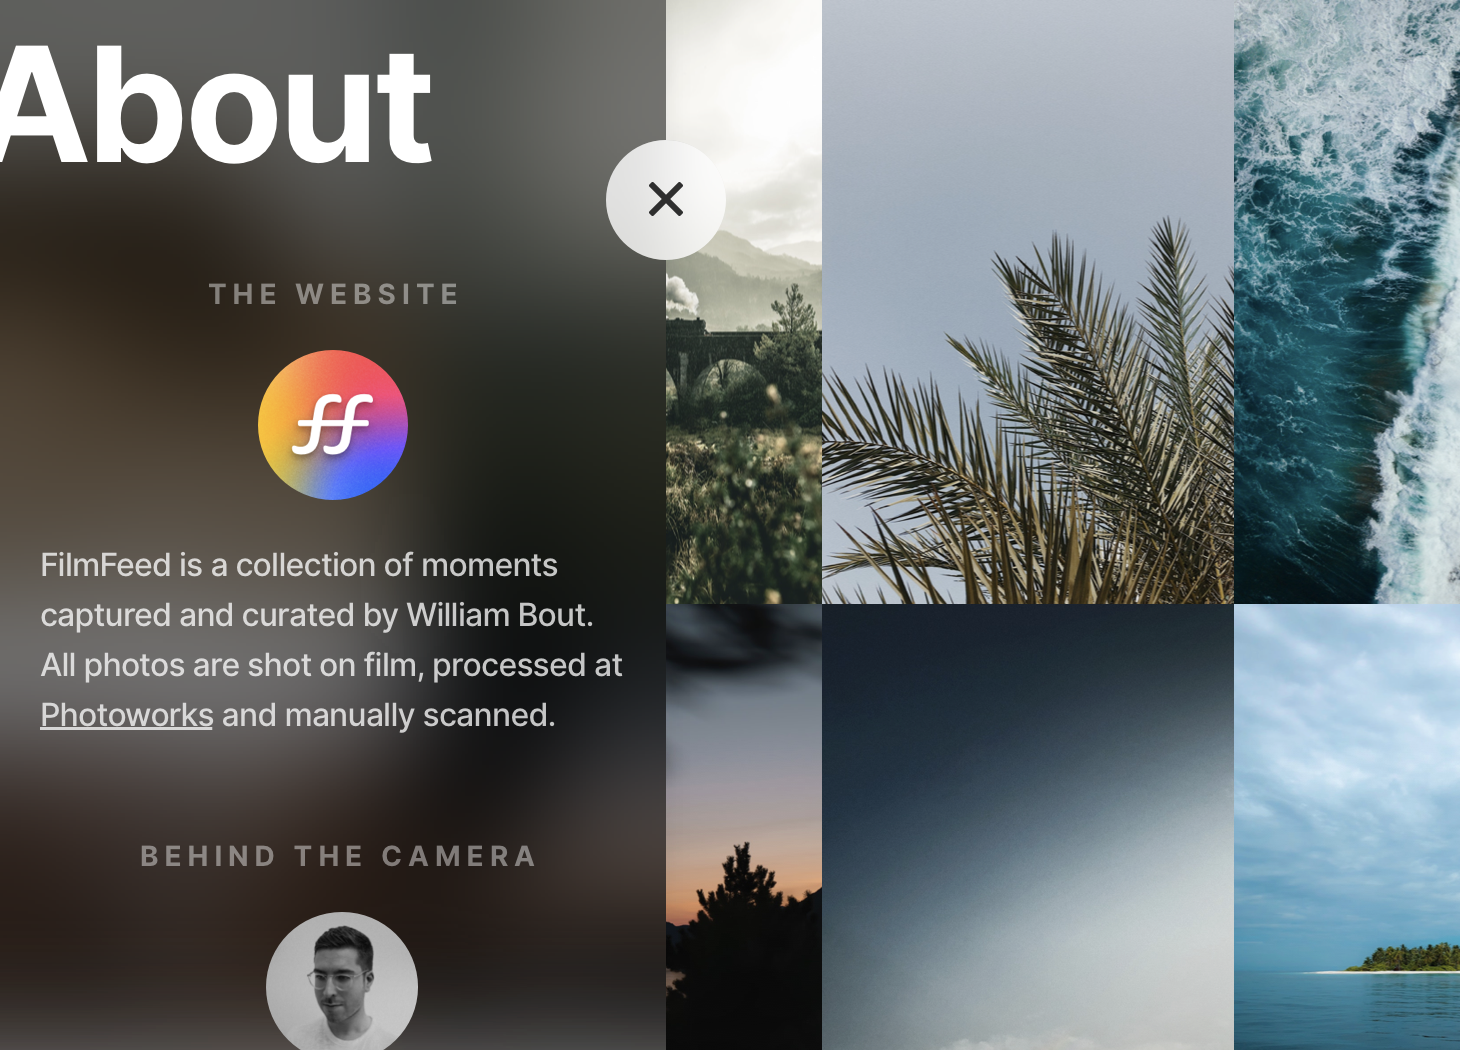 About
THE WEBSITE
ff
FilmFeed is a collection of moments
captured and curated by William Bout.
All photos are shot on film, processed at
Photoworks and manually scanned.
BEHIND THE CAMERA